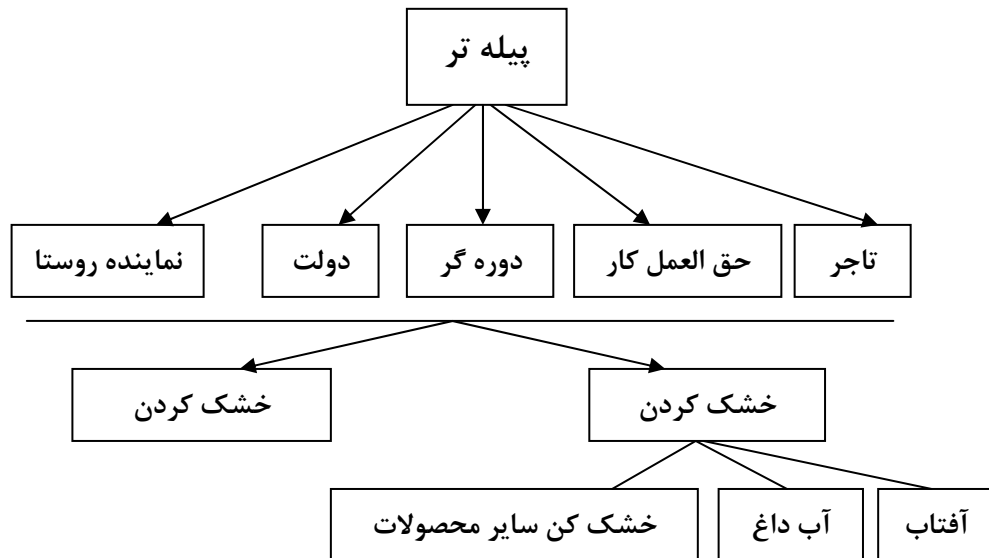 پیله تر
تاجر
حق العمل کار
دوره گر
دولت
نماینده روستا
خشک کردن
خشک کردن
آفتاب
آب داغ
خشک کن سایر محصولات